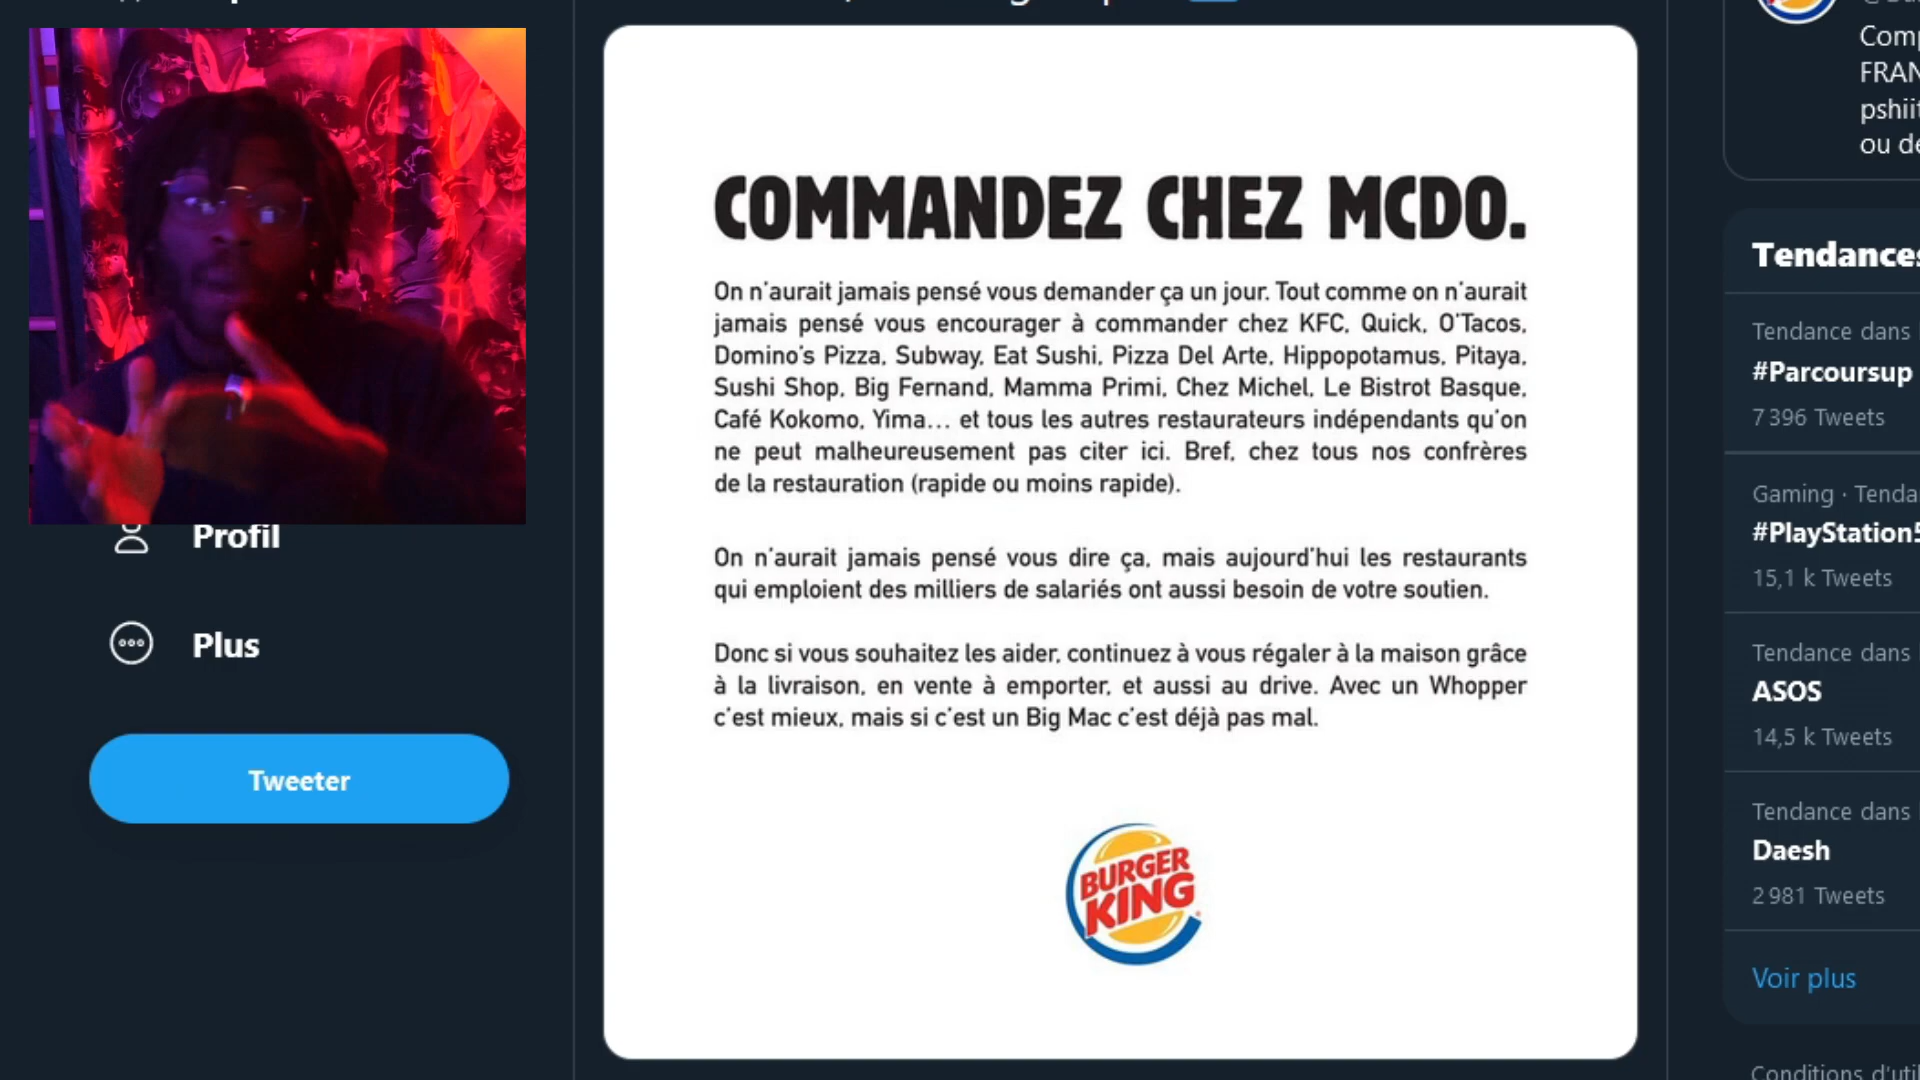 COMMANDEZ CHEZ MCDO.
On n'aurait jamais pensé vous demander ça un jour. Tout comme on n'aurait
jamais pensé vous encourager à commander chez KFC, Quick, O'Tacos,
Domino's Pizza, Subway, Eat Sushi, Pizza Del Arte, Hippopotamus, Pitaya,
Sushi Shop, Big Fernand, Mamma Primi, Chez Michel, Le Bistrot Basque,
Café Kokomo, Yima... et tous les autres restaurateurs indépendants qu'on
ne peut malheureusement pas citer ici. Bref, chez tous nos confrères
de la restauration (rapide ou moins rapide).
On n'aurait jamais pensé vous dire ça, mais aujourd'hui les restaurants
qui emploient des milliers de salariés ont aussi besoin de votre soutien.
Donc si vous souhaitez les aider, continuez à vous régaler à la maison grâce
à la livraison, en vente à emporter, et aussi au drive. Avec un Whopper
c'est mieux, mais si c'est un Big Mac c'est déjà pas mal.
BURGER
KING
Profil
Plus
Tweeter
ou
Tendances
Tendance dans
#Parcoursup
7 396 Tweets
Gaming · Tenda
#PlayStation5
15,1 k Tweets
Tendance dans
ASOS
14,5 k Tweets
Tendance dans
Daesh
2 981 Tweets
Voir plus
Conditions d'util